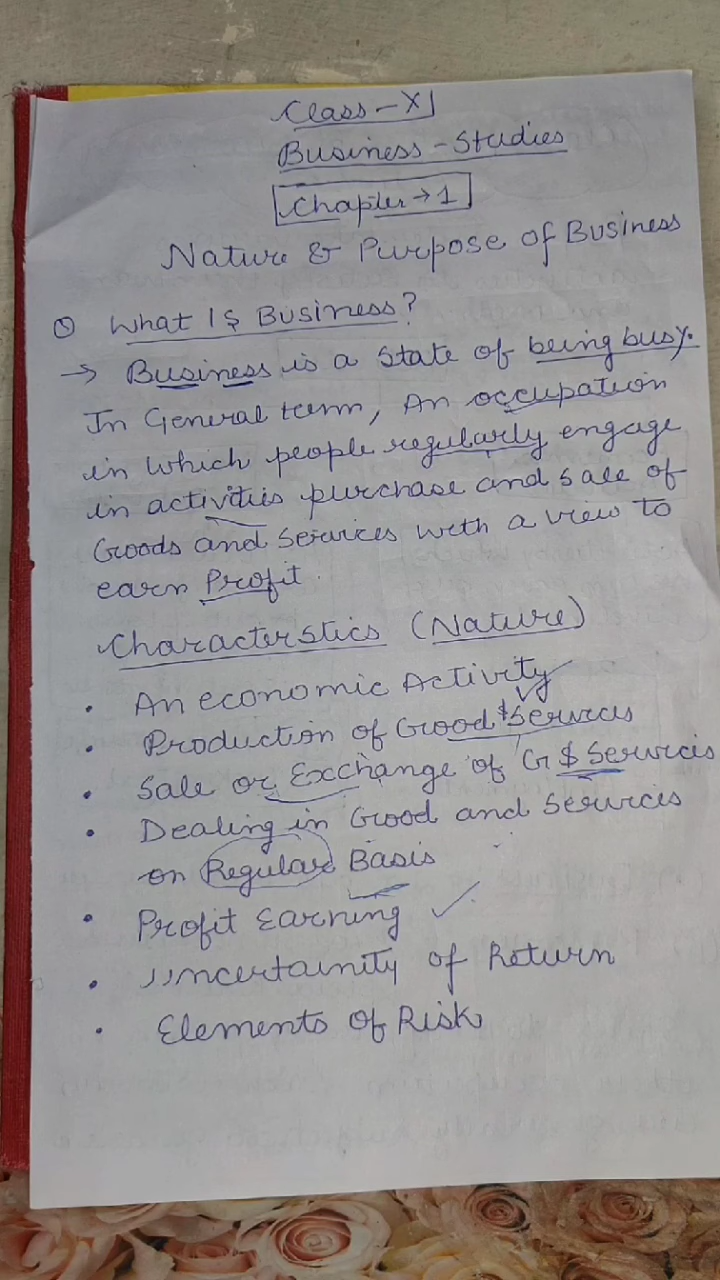 Class - XI
Business - Studies
Chapter → 1
Nature & Purpose of Business
What Is Business?
→ Business is a State of being busy.
In General term, An occupation
in which people regularly engage
in activities purchase and sale of
Goods and Services with a view to
earn Profit.
Characterstics (Nature)
• An economic Activity
• Production of Good & Services
• Sale or Exchange of G & Services
• Dealing in Good and Services
on Regular Basis
• Profit Earning ✓
• Uncertainity of Return
• Elements of Risk